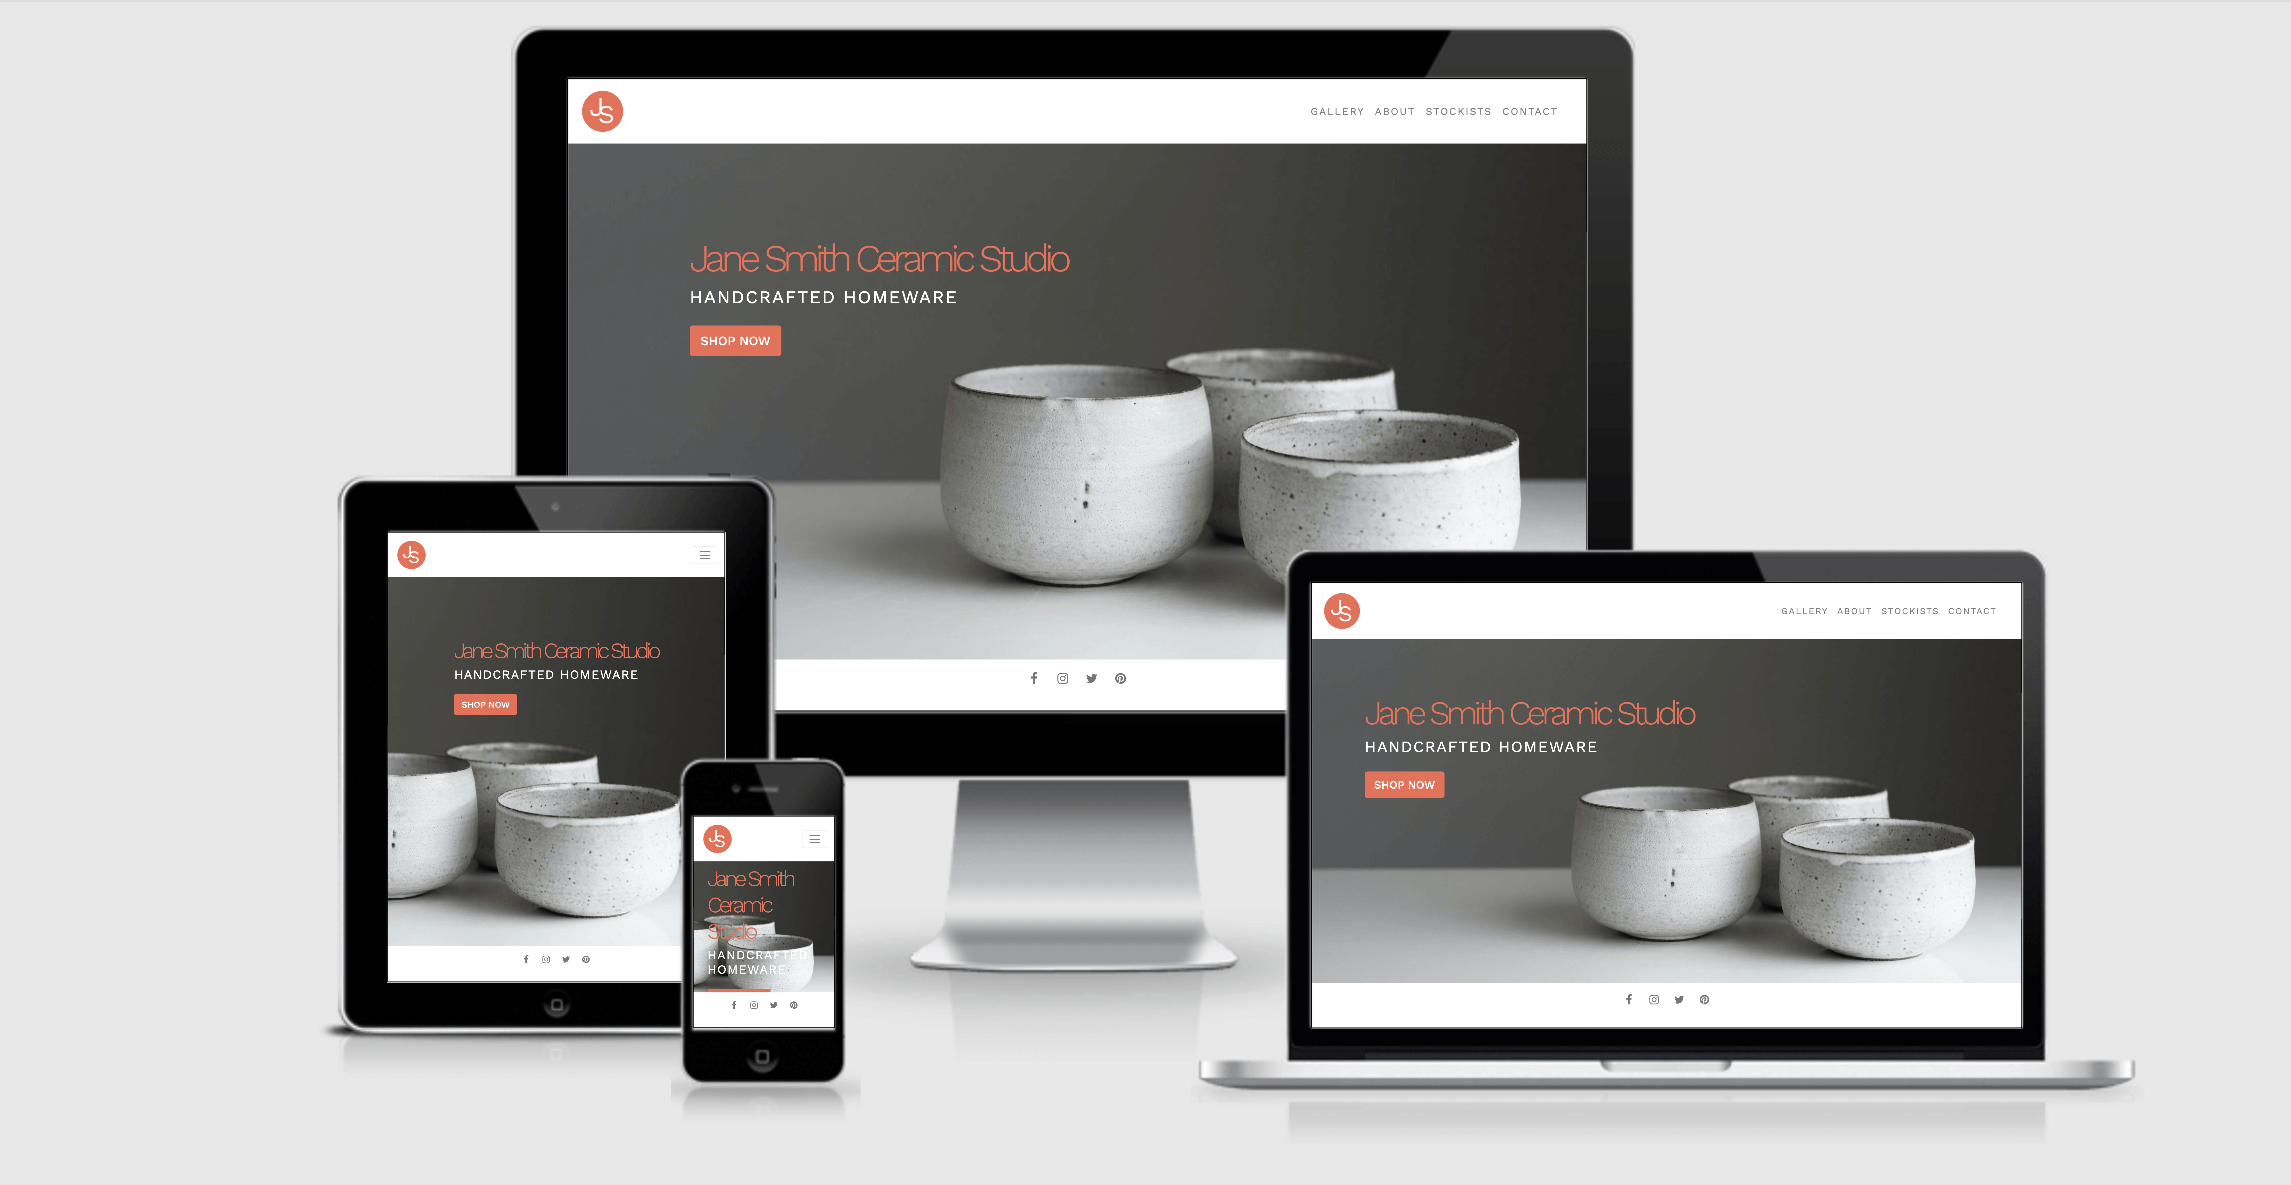 JS
GALLERY ABOUT STOCKISTS CONTACT
Jane Smith Ceramic Studio
HANDCRAFTED HOMEWARE
SHOP NOW
JS
Jane Smith Ceramic Studio
HANDCRAFTED HOMEWARE
SHOP NOW
JS
Jane Smith
Ceramic
Studio
HANDCRAFTED
HOMEWARE
JS
GALLERY ABOUT STOCKISTS CONTACT
Jane Smith Ceramic Studio
HANDCRAFTED HOMEWARE
SHOP NOW